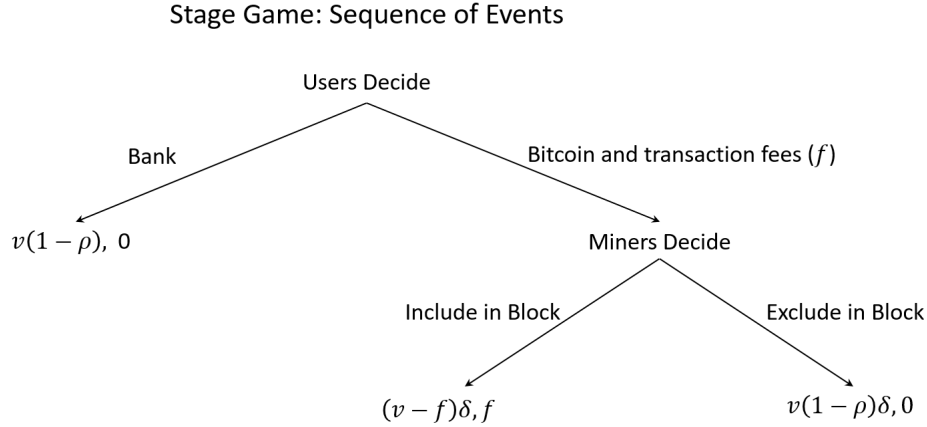 Stage Game: Sequence of Events
Users Decide
Bank
Bitcoin and transaction fees (𝑓)
𝑣(1 − 𝜌), 0
Miners Decide
Include in Block
Exclude in Block
(𝑣 − 𝑓)𝛿, 𝑓
𝑣(1 − 𝜌)𝛿, 0